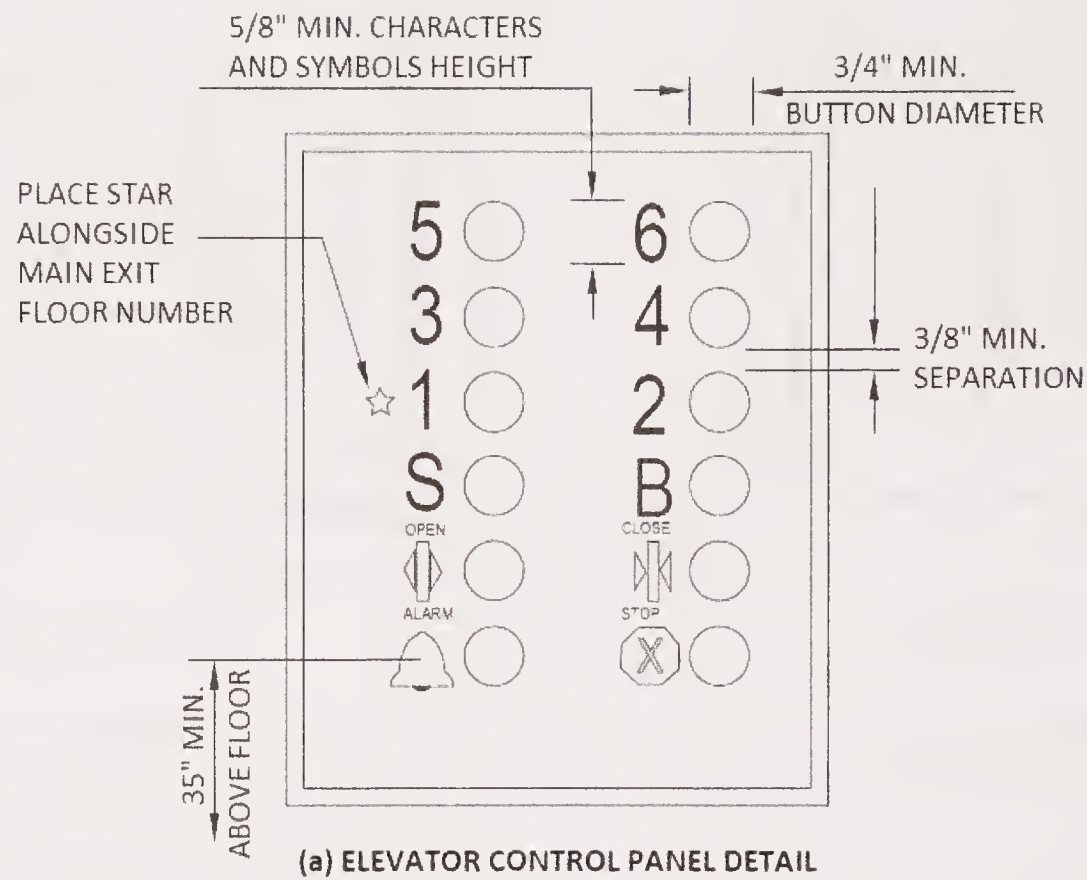 5/8" MIN. CHARACTERS
AND SYMBOLS HEIGHT
3/4" MIN.
BUTTON DIAMETER
PLACE STAR
ALONGSIDE
MAIN EXIT
FLOOR NUMBER
5
6
3
4
3/8" MIN.
SEPARATION
1
2
S
B
OPEN
CLOSE
ALARM
STOP
X
35" MIN.
ABOVE FLOOR
(a) ELEVATOR CONTROL PANEL DETAIL